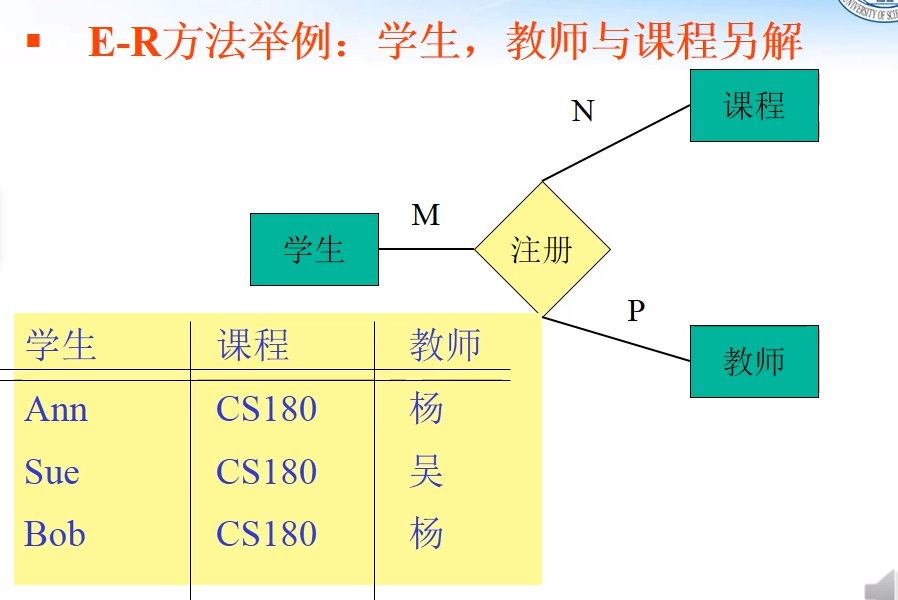 E-R方法举例：学生，教师与课程另解
N
课程
M
学生
注册
P
教师
学生 课程 教师
Ann CS180 杨
Sue CS180 吴
Bob CS180 杨